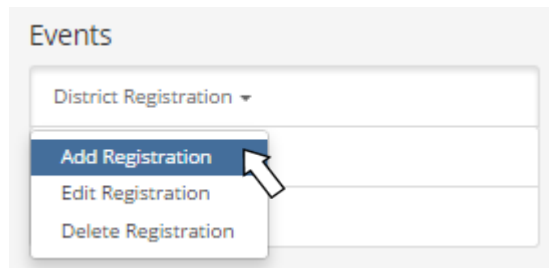 Events
District Registration
Add Registration
Edit Registration
Delete Registration